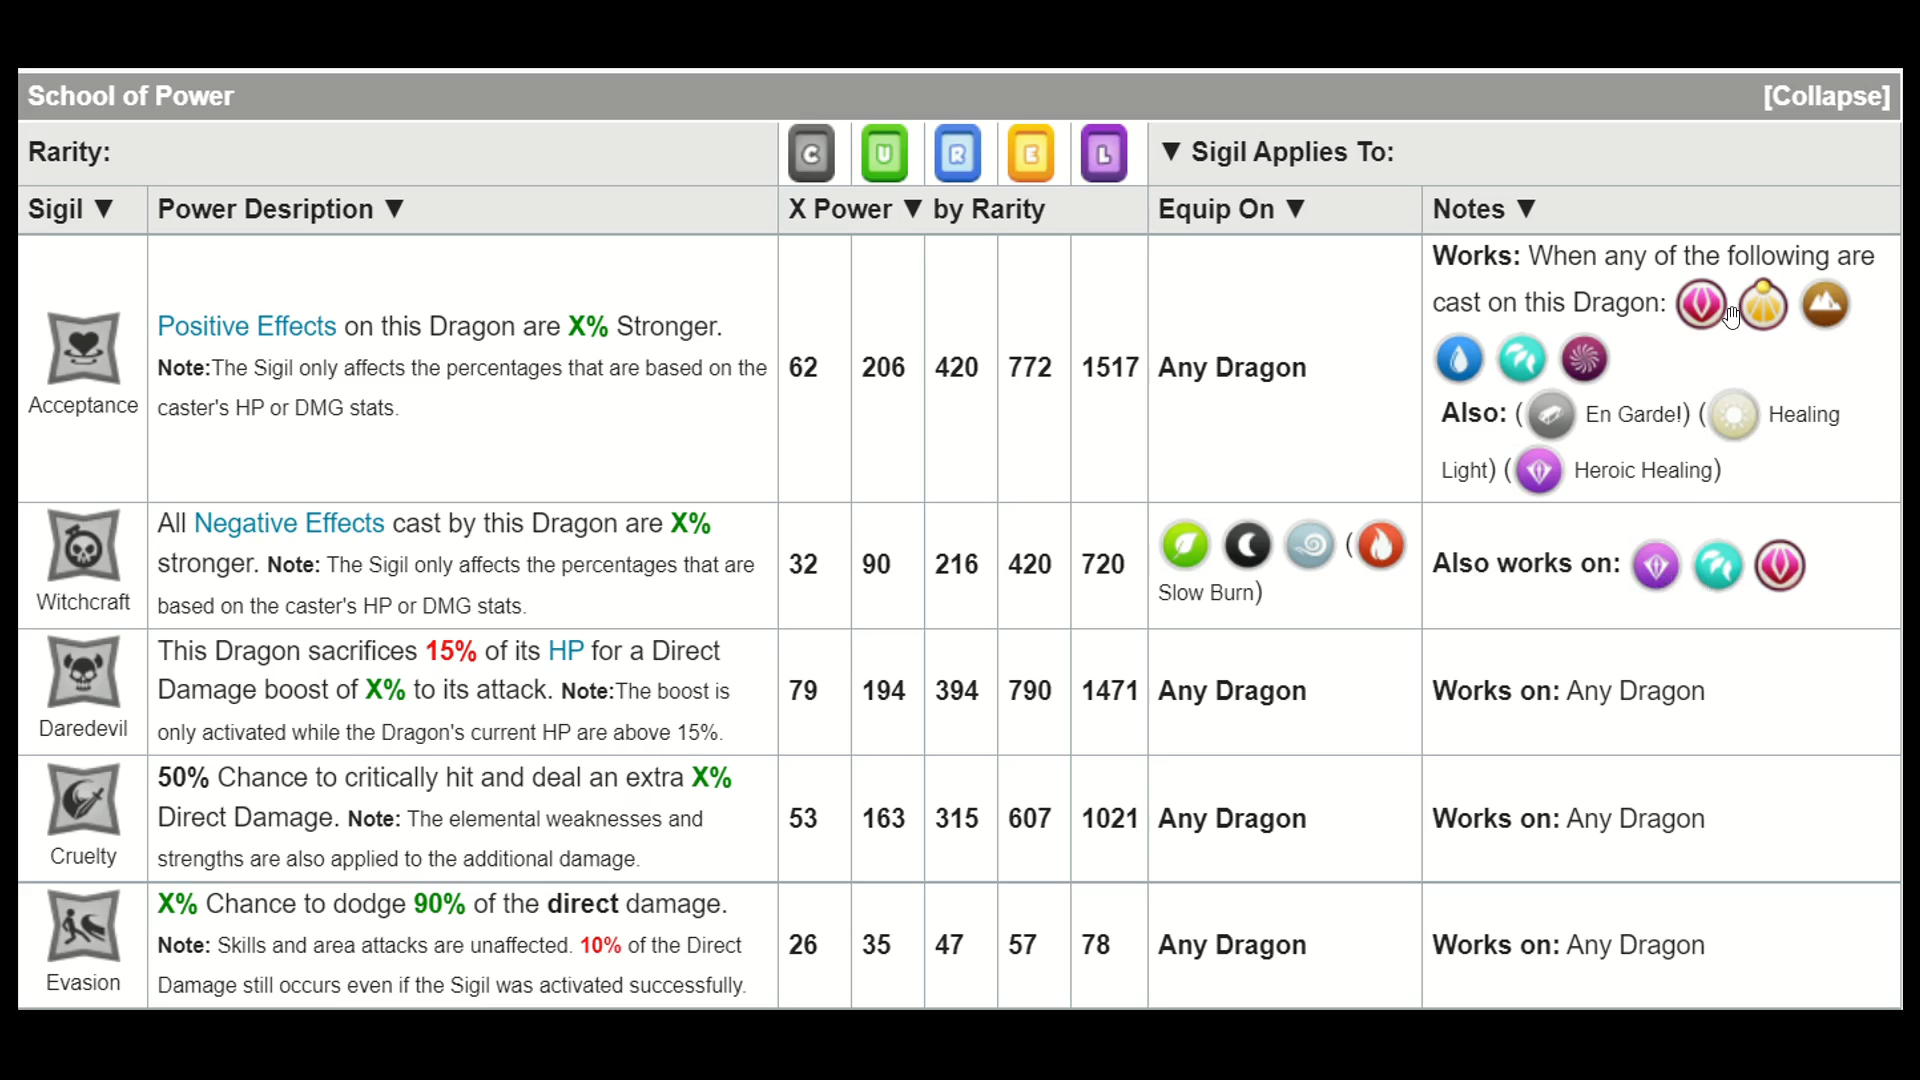 School of Power [Collapse]
Rarity: C U R E L ▼ Sigil Applies To:
Sigil ▼ Power Desription ▼ X Power ▼ by Rarity Equip On ▼ Notes ▼
Acceptance
Positive Effects on this Dragon are X% Stronger.
Note:The Sigil only affects the percentages that are based on the
caster's HP or DMG stats.
62 206 420 772 1517 Any Dragon
Works: When any of the following are
cast on this Dragon:
Also: ( En Garde!) ( Healing
Light) ( Heroic Healing)
Witchcraft
All Negative Effects cast by this Dragon are X%
stronger. Note: The Sigil only affects the percentages that are
based on the caster's HP or DMG stats.
32 90 216 420 720
(
Slow Burn)
Also works on:
Daredevil
This Dragon sacrifices 15% of its HP for a Direct
Damage boost of X% to its attack. Note:The boost is
only activated while the Dragon's current HP are above 15%.
79 194 394 790 1471 Any Dragon
Works on: Any Dragon
Cruelty
50% Chance to critically hit and deal an extra X%
Direct Damage. Note: The elemental weaknesses and
strengths are also applied to the additional damage.
53 163 315 607 1021 Any Dragon
Works on: Any Dragon
Evasion
X% Chance to dodge 90% of the direct damage.
Note: Skills and area attacks are unaffected. 10% of the Direct
Damage still occurs even if the Sigil was activated successfully.
26 35 47 57 78 Any Dragon
Works on: Any Dragon